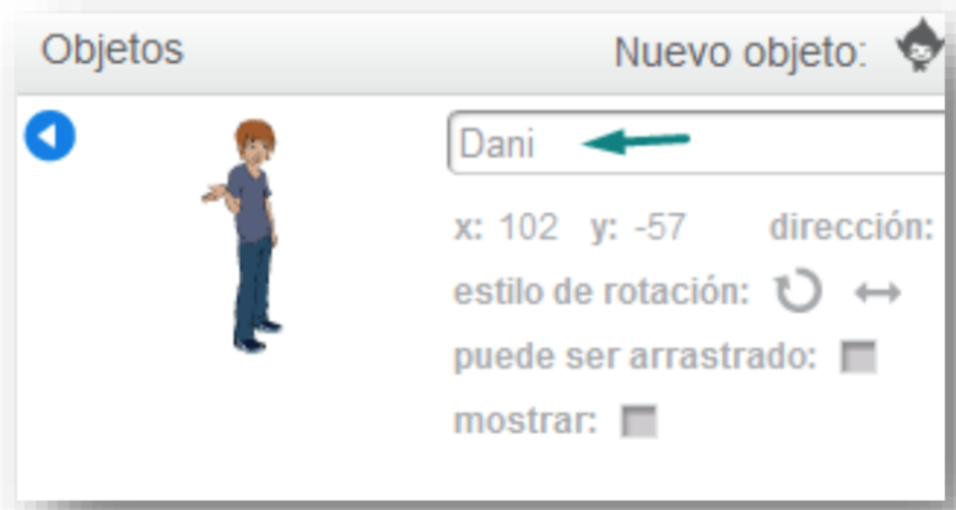 Objetos Nuevo objeto:
Dani
x: 102 y: -57 dirección:
estilo de rotación:
puede ser arrastrado:
mostrar: